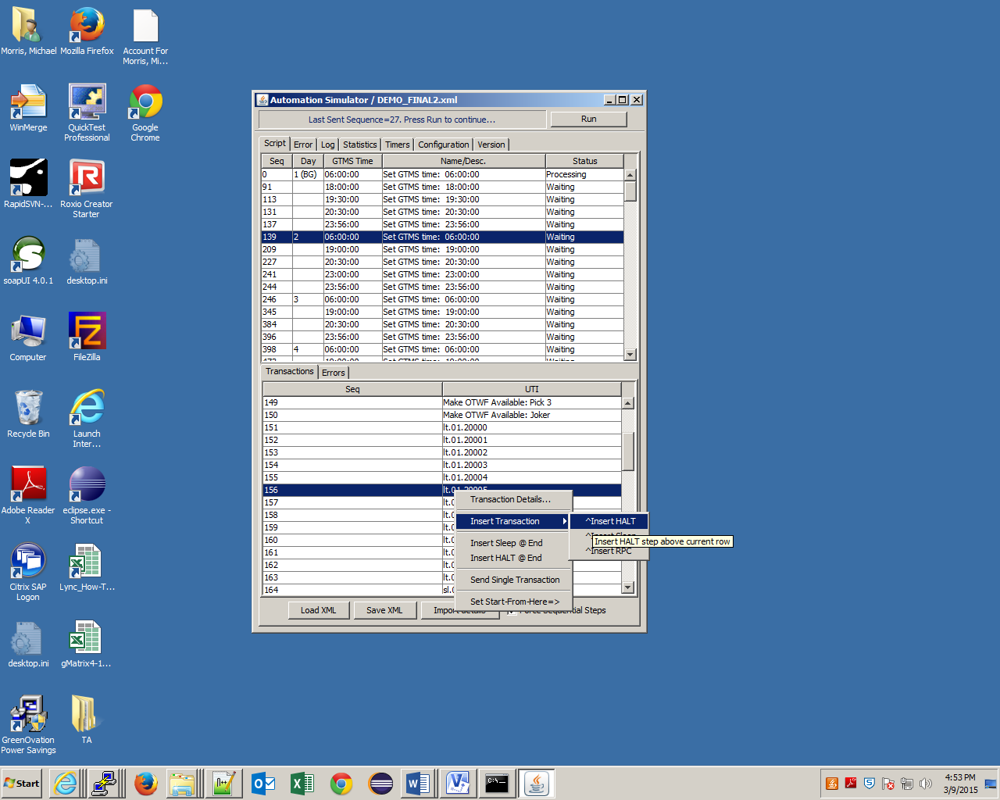 Morris, Michael
Mozilla Firefox
Account For
Morris, Mi...
WinMerge
QuickTest
Professional
Google
Chrome
RapidSVN-...
Roxio Creator
Starter
soapUI 4.0.1
desktop.ini
Computer
FileZilla
Recycle Bin
Launch
Inter...
Adobe Reader
X
eclipse.exe -
Shortcut
Citrix SAP
Logon
Lync_How-T...
desktop.ini
gMatrix4-1...
GreenOvation
Power Savings
TA
Automation Simulator / DEMO_FINAL2.xml
Last Sent Sequence=27. Press Run to continue...
Run
Script Error Log Statistics Timers Configuration Version
Seq Day GTMS Time Name/Desc. Status
0 1 (BG) 06:00:00 Set GTMS time: 06:00:00 Processing
91 18:00:00 Set GTMS time: 18:00:00 Waiting
113 19:30:00 Set GTMS time: 19:30:00 Waiting
131 20:30:00 Set GTMS time: 20:30:00 Waiting
137 23:56:00 Set GTMS time: 23:56:00 Waiting
139 2 06:00:00 Set GTMS time: 06:00:00 Waiting
209 19:00:00 Set GTMS time: 19:00:00 Waiting
227 20:30:00 Set GTMS time: 20:30:00 Waiting
241 23:00:00 Set GTMS time: 23:00:00 Waiting
244 23:56:00 Set GTMS time: 23:56:00 Waiting
246 3 06:00:00 Set GTMS time: 06:00:00 Waiting
345 19:00:00 Set GTMS time: 19:00:00 Waiting
384 20:30:00 Set GTMS time: 20:30:00 Waiting
396 23:56:00 Set GTMS time: 23:56:00 Waiting
398 4 06:00:00 Set GTMS time: 06:00:00 Waiting
Transactions Errors
Seq UTI
149 Make OTWF Available: Pick 3
150 Make OTWF Available: Joker
151 lt.01.20000
152 lt.01.20001
153 lt.01.20002
154 lt.01.20003
155 lt.01.20004
156 lt.01.20005
157 lt.0
158 lt.0
159 lt.0
160 lt.0
161 lt.0
162 lt.0
163 lt.0
164 sl.0
Transaction Details...
Insert Transaction
Insert Sleep @ End
Insert HALT @ End
Send Single Transaction
Set Start-From-Here=>
^Insert HALT
^Insert Sleep
Insert HALT step above current row
^Insert RPC
Load XML Save XML Import details Force Sequential Steps
Start
4:53 PM
3/9/2015